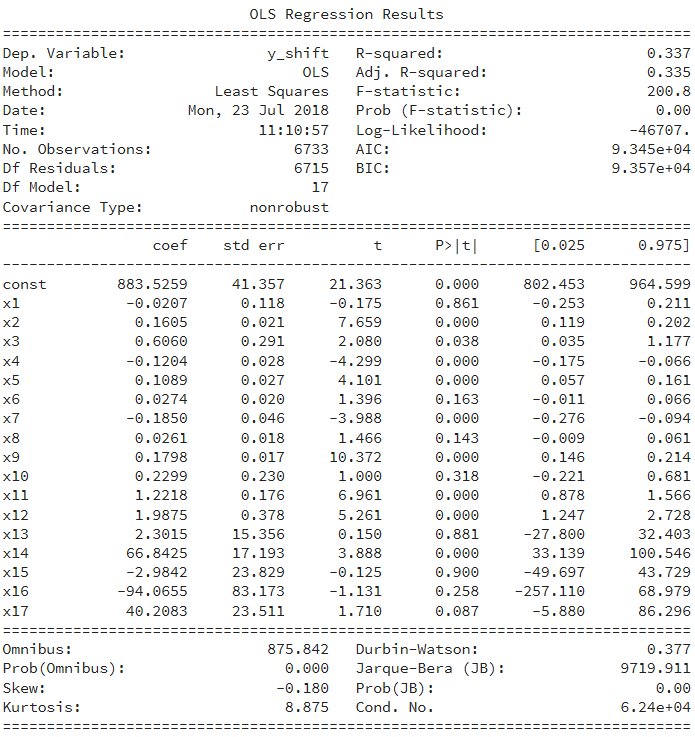 OLS Regression Results
==============================================================================
Dep. Variable: y_shift R-squared: 0.337
Model: OLS Adj. R-squared: 0.335
Method: Least Squares F-statistic: 200.8
Date: Mon, 23 Jul 2018 Prob (F-statistic): 0.00
Time: 11:10:57 Log-Likelihood: -46707.
No. Observations: 6733 AIC: 9.345e+04
Df Residuals: 6715 BIC: 9.357e+04
Df Model: 17
Covariance Type: nonrobust
==============================================================================
coef std err t P>|t| [0.025 0.975]
------------------------------------------------------------------------------
const 883.5259 41.357 21.363 0.000 802.453 964.599
x1 -0.0207 0.118 -0.175 0.861 -0.253 0.211
x2 0.1605 0.021 7.659 0.000 0.119 0.202
x3 0.6060 0.291 2.080 0.038 0.035 1.177
x4 -0.1204 0.028 -4.299 0.000 -0.175 -0.066
x5 0.1089 0.027 4.101 0.000 0.057 0.161
x6 0.0274 0.020 1.396 0.163 -0.011 0.066
x7 -0.1850 0.046 -3.988 0.000 -0.276 -0.094
x8 0.0261 0.018 1.466 0.143 -0.009 0.061
x9 0.1798 0.017 10.372 0.000 0.146 0.214
x10 0.2299 0.230 1.000 0.318 -0.221 0.681
x11 1.2218 0.176 6.961 0.000 0.878 1.566
x12 1.9875 0.378 5.261 0.000 1.247 2.728
x13 2.3015 15.356 0.150 0.881 -27.800 32.403
x14 66.8425 17.193 3.888 0.000 33.139 100.546
x15 -2.9842 23.829 -0.125 0.900 -49.697 43.729
x16 -94.0655 83.173 -1.131 0.258 -257.110 68.979
x17 40.2083 23.511 1.710 0.087 -5.880 86.296
==============================================================================
Omnibus: 875.842 Durbin-Watson: 0.377
Prob(Omnibus): 0.000 Jarque-Bera (JB): 9719.911
Skew: -0.180 Prob(JB): 0.00
Kurtosis: 8.875 Cond. No. 6.24e+04
==============================================================================